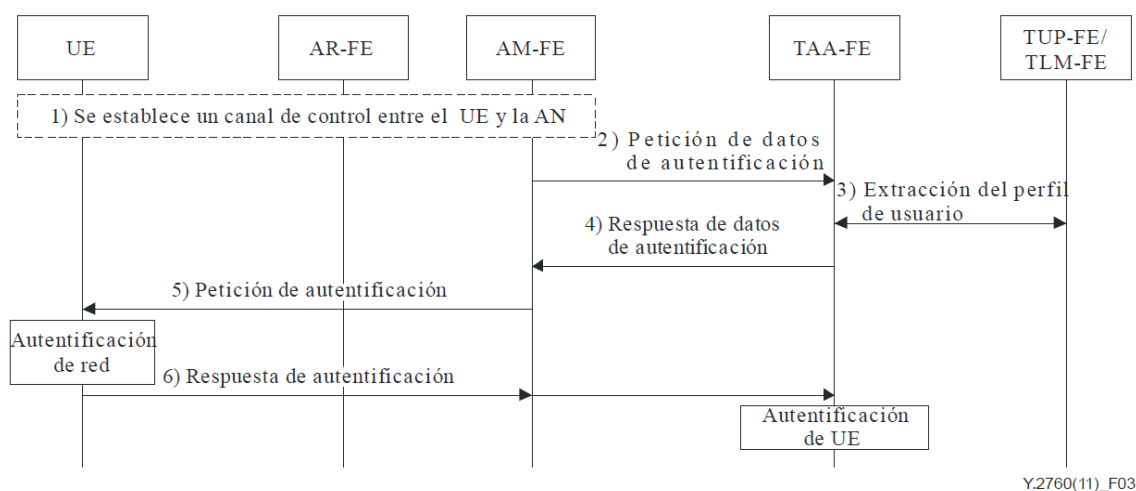 UE
AR-FE
AM-FE
TAA-FE
TUP-FE/
TLM-FE
1) Se establece un canal de control entre el UE y la AN
2) Petición de datos
de autentificación
3) Extracción del perfil
de usuario
4) Respuesta de datos
de autentificación
5) Petición de autentificación
Autentificación
de red
6) Respuesta de autentificación
Autentificación
de UE
Y.2760(11)_F03